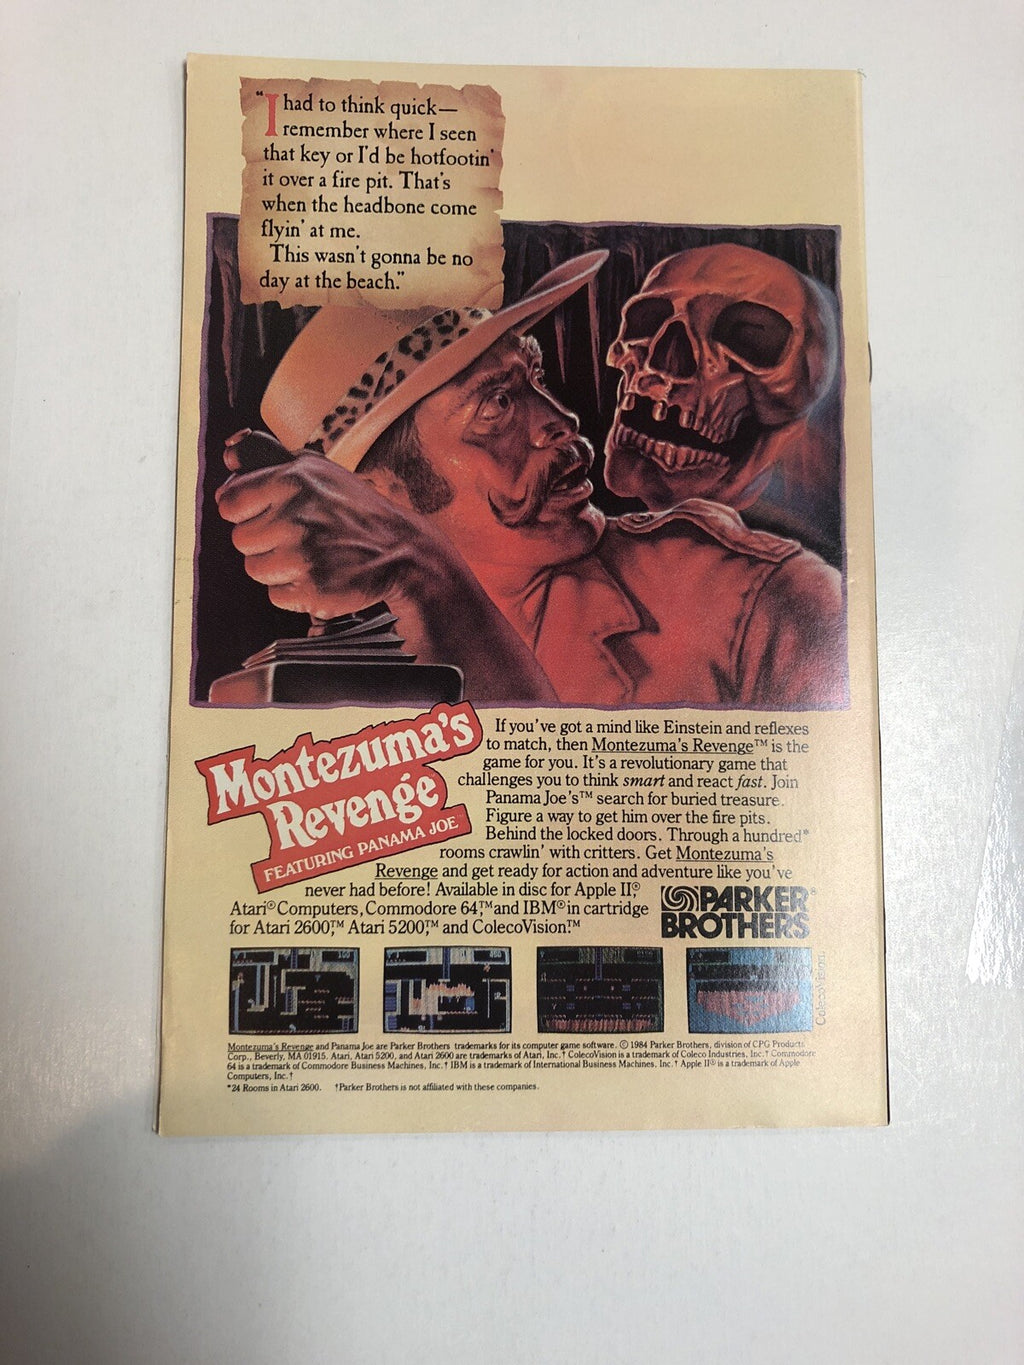 "I had to think quick—
remember where I seen
that key or I'd be hotfootin'
it over a fire pit. That's
when the headbone come
flyin' at me.
This wasn't gonna be no
day at the beach."
Montezuma's
Revenge
FEATURING PANAMA JOE™
If you've got a mind like Einstein and reflexes
to match, then Montezuma's Revenge™ is the
game for you. It's a revolutionary game that
challenges you to think smart and react fast. Join
Panama Joe's™ search for buried treasure.
Figure a way to get him over the fire pits.
Behind the locked doors. Through a hundred*
rooms crawlin' with critters. Get Montezuma's
Revenge and get ready for action and adventure like you've
never had before! Available in disc for Apple II,®
Atari® Computers, Commodore 64,™ and IBM® in cartridge
for Atari 2600,™ Atari 5200,™ and ColecoVision.™
PARKER
BROTHERS®
ColecoVision.
Montezuma's Revenge and Panama Joe are Parker Brothers trademarks for its computer game software. © 1984 Parker Brothers, division of CPG Products
Corp., Beverly, MA 01915. Atari, Atari 5200, and Atari 2600 are trademarks of Atari, Inc.† ColecoVision is a trademark of Coleco Industries, Inc.† Commodore
64 is a trademark of Commodore Business Machines, Inc.† IBM is a trademark of International Business Machines, Inc.† Apple II® is a trademark of Apple
Computers, Inc.†
*24 Rooms in Atari 2600. †Parker Brothers is not affiliated with these companies.